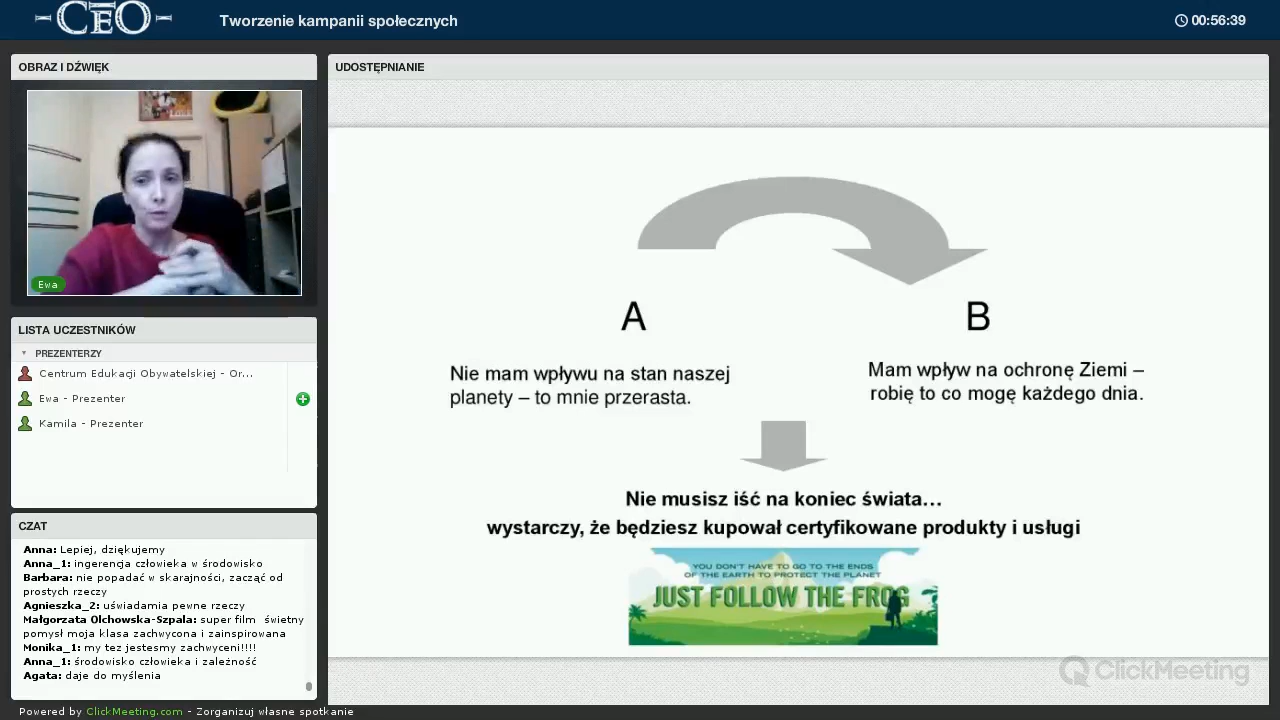 CEO
Tworzenie kampanii społecznych
00:56:39
OBRAZ I DŹWIĘK
Ewa
LISTA UCZESTNIKÓW
PREZENTERZY
Centrum Edukacji Obywatelskiej - Or...
Ewa - Prezenter
Kamila - Prezenter
CZAT
Anna: Lepiej, dziękujemy
Anna_1: ingerencja człowieka w środowisko
Barbara: nie popadać w skarajności, zacząć od
prostych rzeczy
Agnieszka_2: uświadamia pewne rzeczy
Małgorzata Olchowska-Szpala: super film świetny
pomysł moja klasa zachwycona i zainspirowana
Monika_1: my tez jestesmy zachwyceni!!!!
Anna_1: środowisko człowieka i zależność
Agata: daje do myślenia
UDOSTĘPNIANIE
A
B
Nie mam wpływu na stan naszej
planety – to mnie przerasta.
Mam wpływ na ochronę Ziemi –
robię to co mogę każdego dnia.
Nie musisz iść na koniec świata...
wystarczy, że będziesz kupował certyfikowane produkty i usługi
YOU DON'T HAVE TO GO TO THE ENDS
OF THE EARTH TO PROTECT THE PLANET
JUST FOLLOW THE FROG
ClickMeeting
Powered by ClickMeeting.com - Zorganizuj własne spotkanie